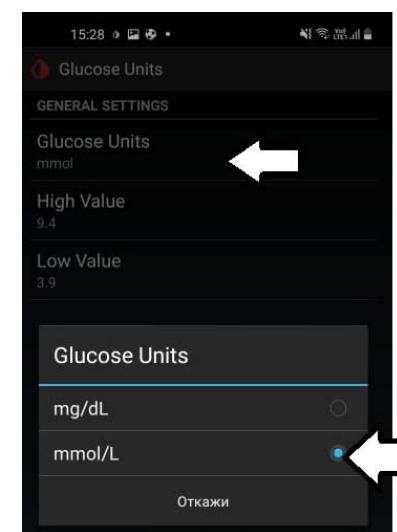 15:28
Glucose Units
GENERAL SETTINGS
Glucose Units
mmol
High Value
9.4
Low Value
3.9
Glucose Units
mg/dL
mmol/L
Откажи